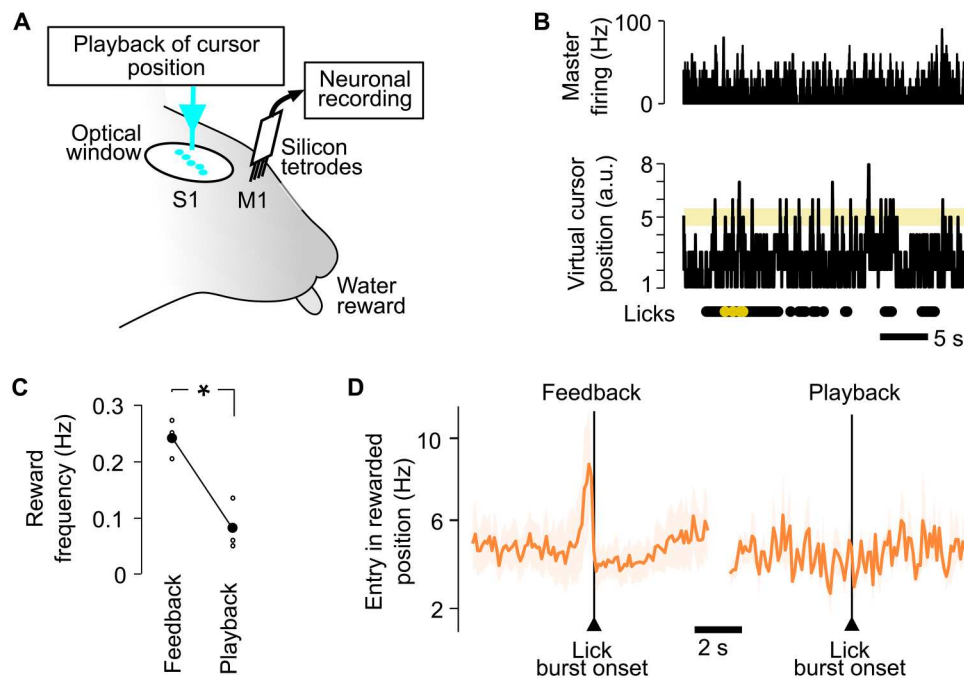 A
Playback of cursor
position
Neuronal
recording
Optical
window
Silicon
tetrodes
S1
M1
Water
reward
B
Master
firing (Hz)
100
0
Virtual cursor
position (a.u.)
8
5
1
Licks
5 s
C
*
Reward
frequency (Hz)
0.3
0.2
0.1
0
Feedback
Playback
D
Feedback
Playback
Entry in rewarded
position (Hz)
10
6
2
Lick
burst onset
2 s
Lick
burst onset